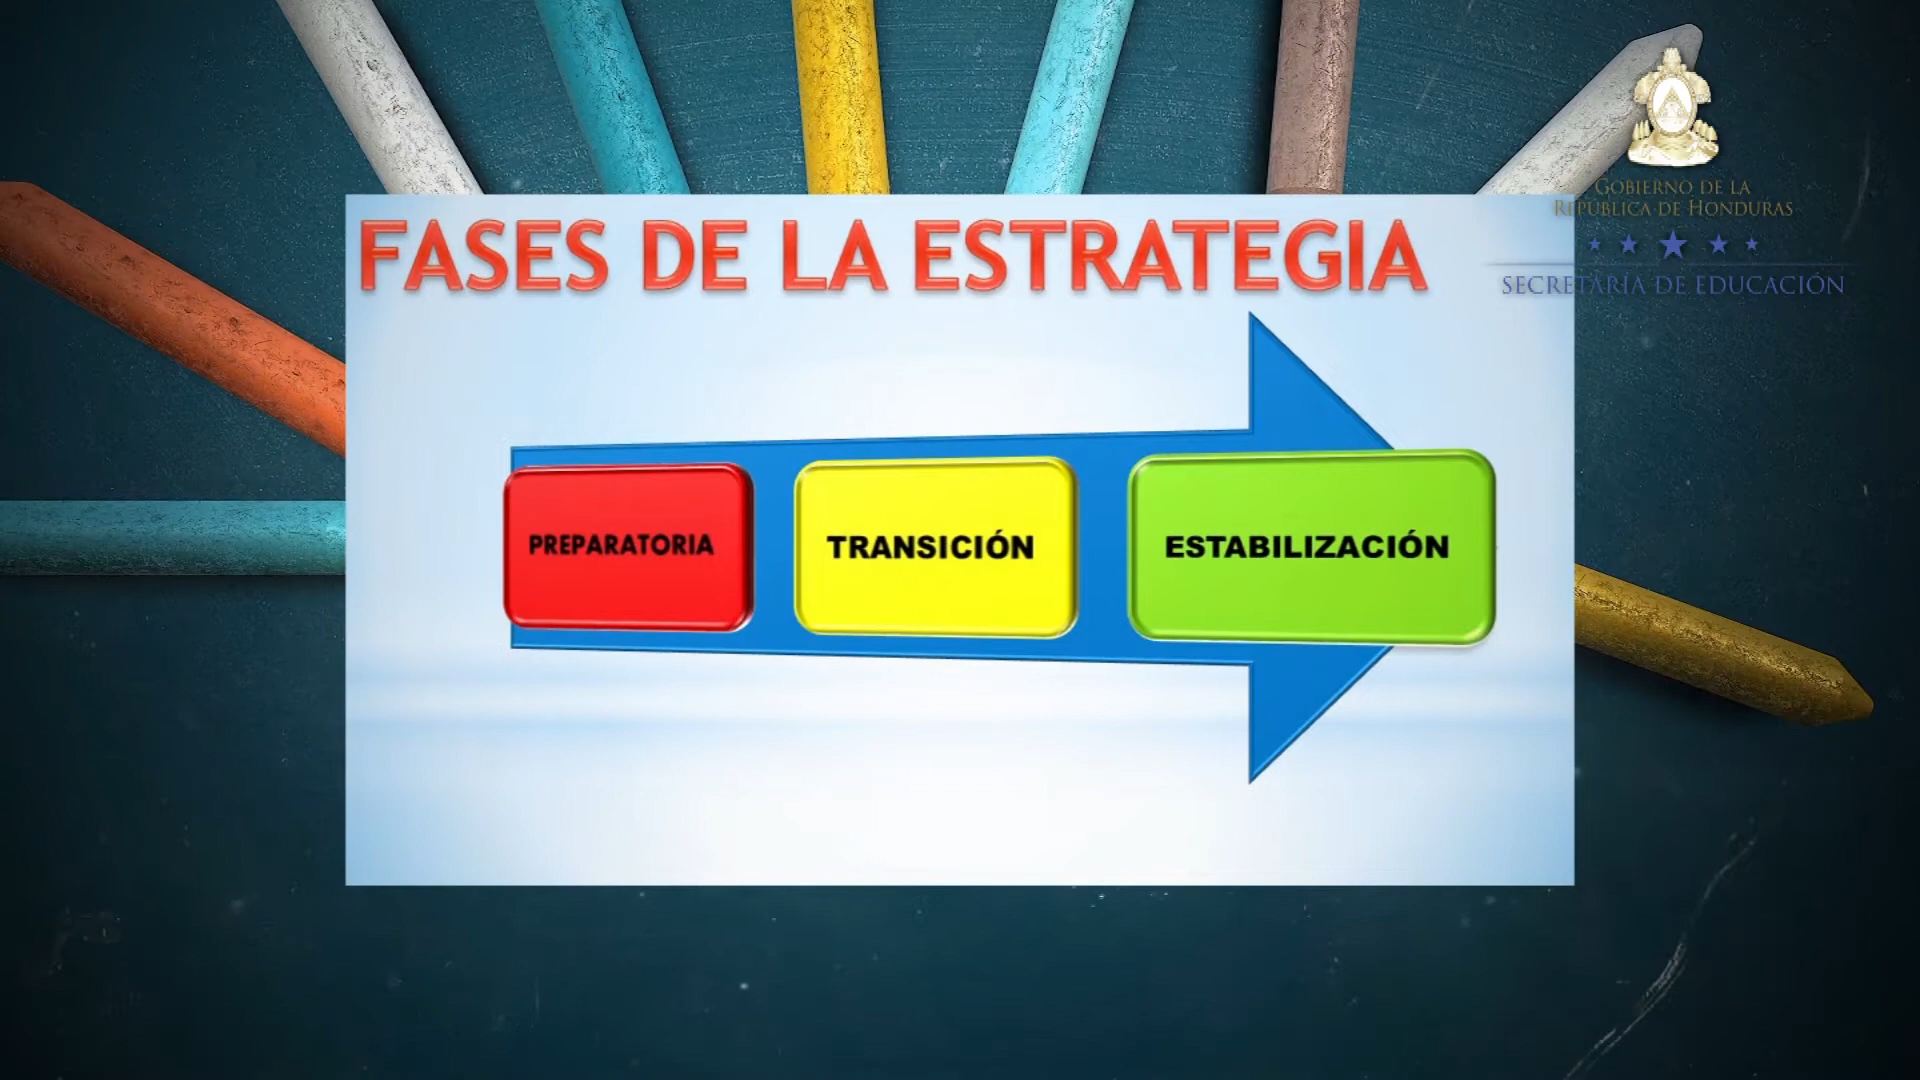 GOBIERNO DE LA
REPÚBLICA DE HONDURAS
SECRETARÍA DE EDUCACIÓN
FASES DE LA ESTRATEGIA
PREPARATORIA
TRANSICIÓN
ESTABILIZACIÓN